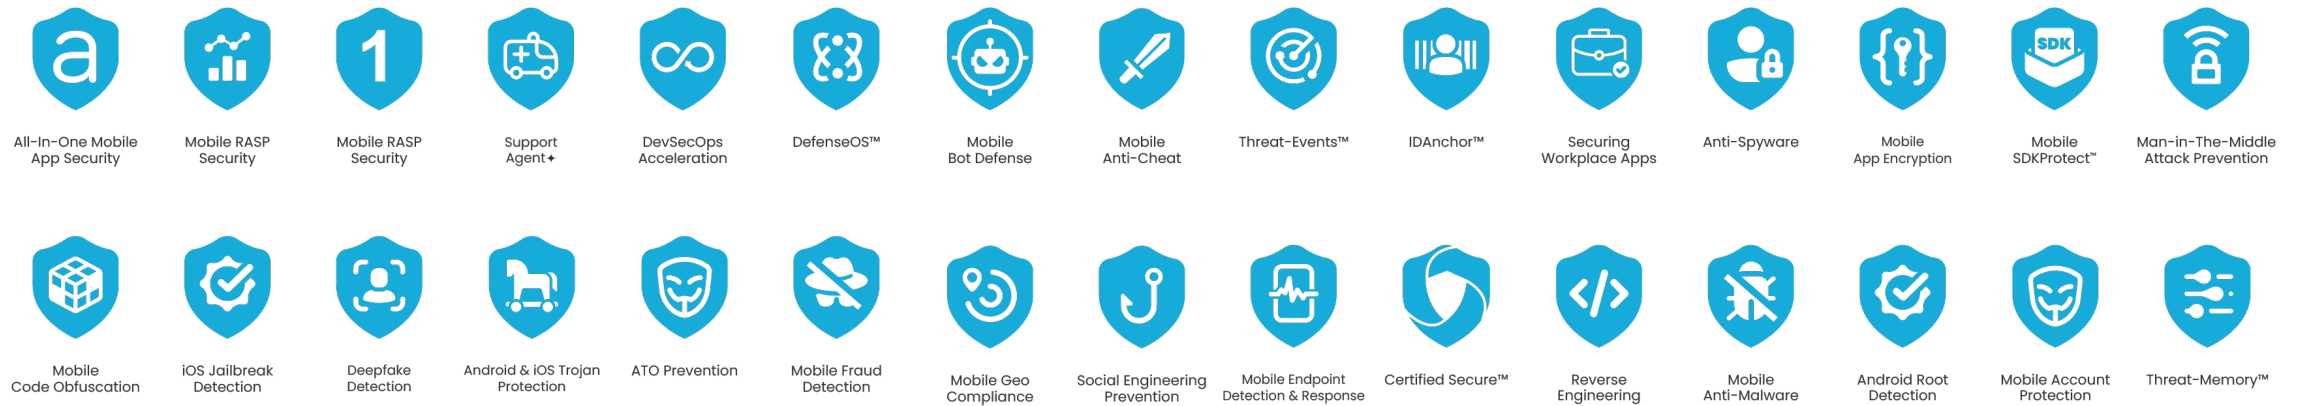 a
1
SDK
All-In-One Mobile
App Security
Mobile RASP
Security
Mobile RASP
Security
Support
Agent✦
DevSecOps
Acceleration
DefenseOS™
Mobile
Bot Defense
Mobile
Anti-Cheat
Threat-Events™
IDAnchor™
Securing
Workplace Apps
Anti-Spyware
Mobile
App Encryption
Mobile
SDKProtect™
Man-in-The-Middle
Attack Prevention
Mobile
Code Obfuscation
iOS Jailbreak
Detection
Deepfake
Detection
Android & iOS Trojan
Protection
ATO Prevention
Mobile Fraud
Detection
Mobile Geo
Compliance
Social Engineering
Prevention
Mobile Endpoint
Detection & Response
Certified Secure™
Reverse
Engineering
Mobile
Anti-Malware
Android Root
Detection
Mobile Account
Protection
Threat-Memory™